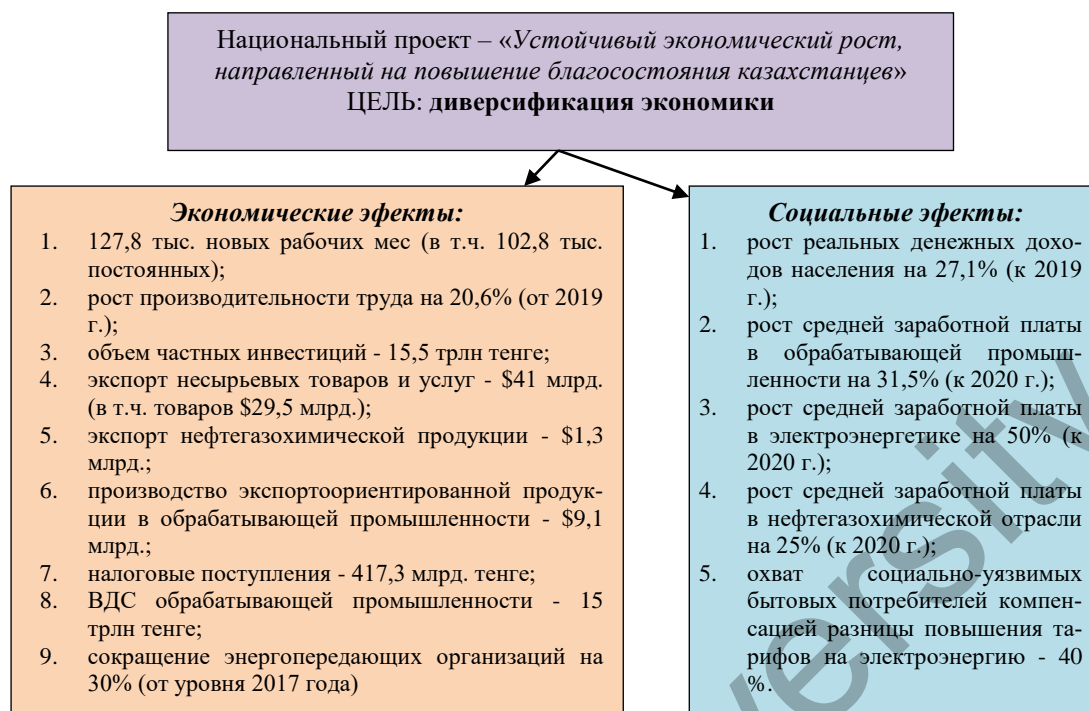 Национальный проект – «Устойчивый экономический рост,
направленный на повышение благосостояния казахстанцев»
ЦЕЛЬ: диверсификация экономики
Экономические эфекты:
1. 127,8 тыс. новых рабочих мес (в т.ч. 102,8 тыс.
постоянных);
2. рост производительности труда на 20,6% (от 2019
г.);
3. объем частных инвестиций - 15,5 трлн тенге;
4. экспорт несырьевых товаров и услуг - $41 млрд.
(в т.ч. товаров $29,5 млрд.);
5. экспорт нефтегазохимической продукции - $1,3
млрд.;
6. производство экспортоориентированной продук-
ции в обрабатывающей промышленности - $9,1
млрд.;
7. налоговые поступления - 417,3 млрд. тенге;
8. ВДС обрабатывающей промышленности - 15
трлн тенге;
9. сокращение энергопередающих организаций на
30% (от уровня 2017 года)
Социальные эфекты:
1. рост реальных денежных дохо-
дов населения на 27,1% (к 2019
г.);
2. рост средней заработной платы
в обрабатывающей промыш-
ленности на 31,5% (к 2020 г.);
3. рост средней заработной платы
в электроэнергетике на 50% (к
2020 г.);
4. рост средней заработной платы
в нефтегазохимической отрасли
на 25% (к 2020 г.);
5. охват социально-уязвимых
бытовых потребителей компен-
сацией разницы повышения та-
рифов на электроэнергию - 40
%.